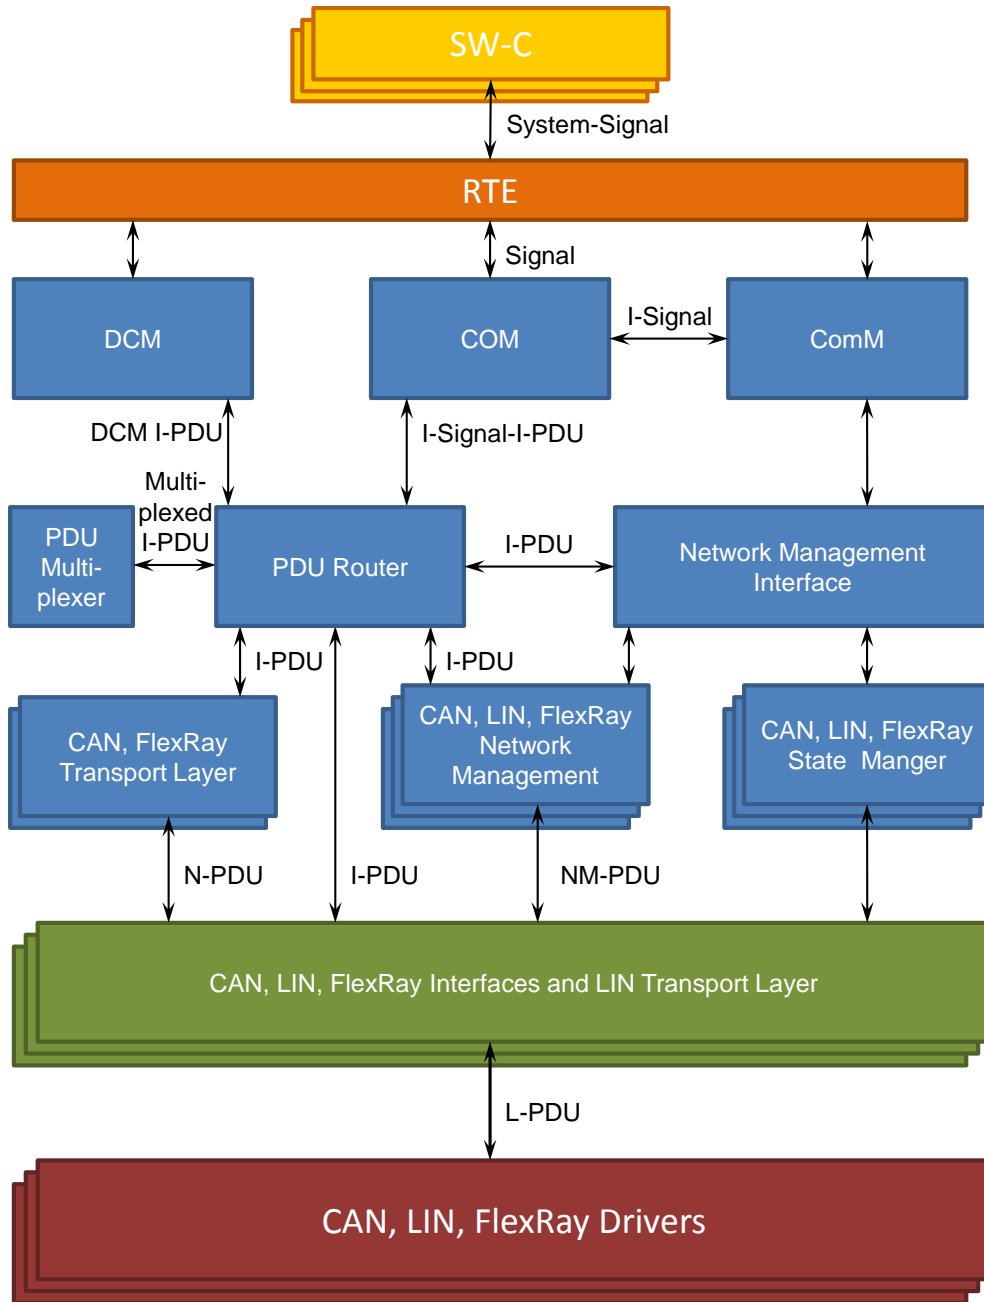 SW-C
System-Signal
RTE
Signal
DCM
COM
I-Signal
ComM
DCM I-PDU
I-Signal-I-PDU
Multi-
plexed
I-PDU
PDU
Multi-
plexer
PDU Router
I-PDU
Network Management
Interface
I-PDU
I-PDU
CAN, FlexRay
Transport Layer
CAN, LIN, FlexRay
Network
Management
CAN, LIN, FlexRay
State  Manger
N-PDU
I-PDU
NM-PDU
CAN, LIN, FlexRay Interfaces and LIN Transport Layer
L-PDU
CAN, LIN, FlexRay Drivers